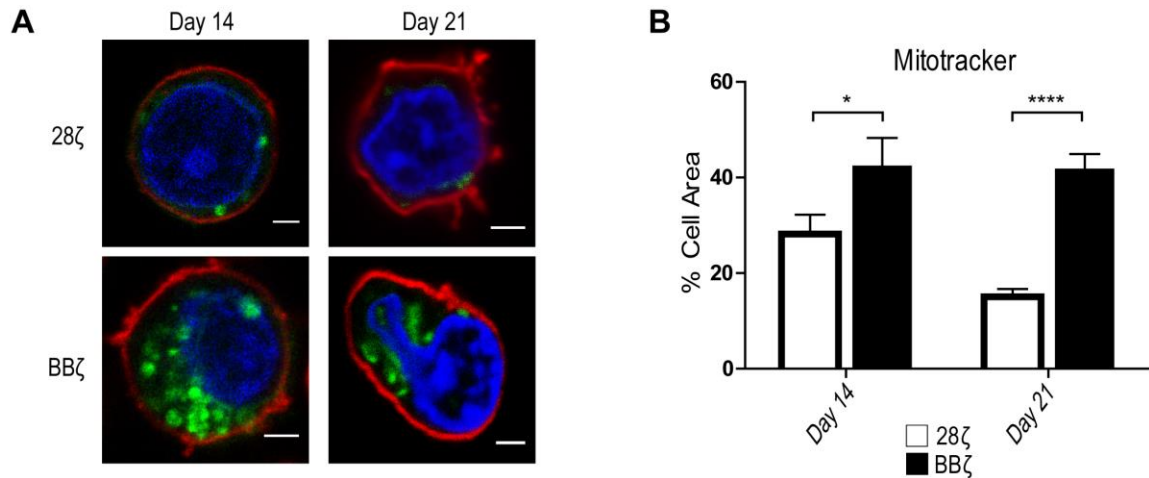 A
Day 14
Day 21
28ζ
BBζ
B
Mitotracker
% Cell Area
60
40
20
0
*
****
Day 14
Day 21
28ζ
BBζ